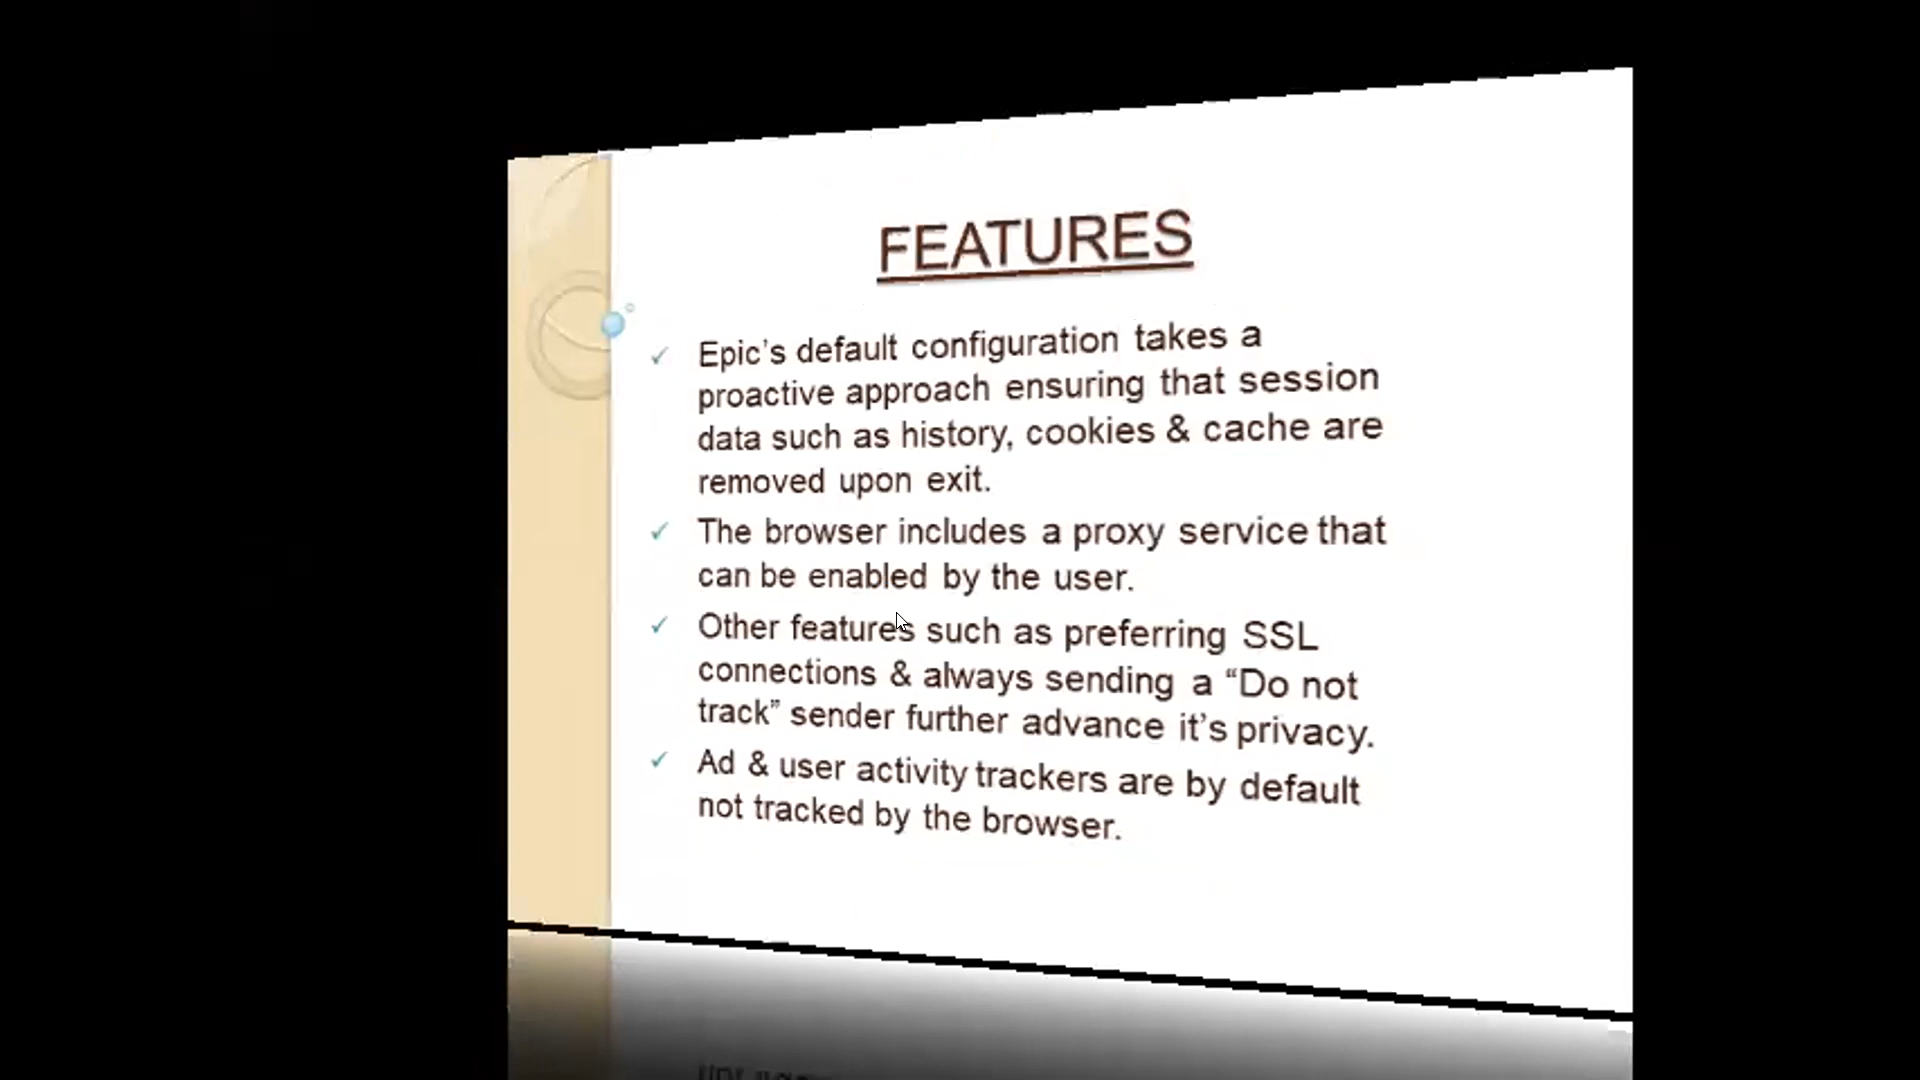 FEATURES
✓ Epic’s default configuration takes a
proactive approach ensuring that session
data such as history, cookies & cache are
removed upon exit.
✓ The browser includes a proxy service that
can be enabled by the user.
✓ Other features such as preferring SSL
connections & always sending a “Do not
track” sender further advance it’s privacy.
✓ Ad & user activity trackers are by default
not tracked by the browser.